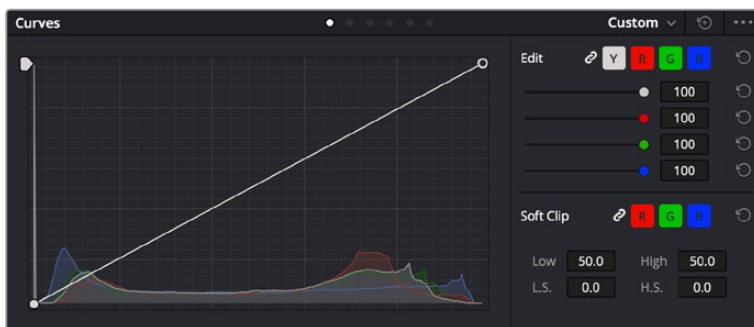 Curves Custom
Edit Y R G B
100
100
100
100
Soft Clip R G B
Low 50.0 High 50.0
L.S. 0.0 H.S. 0.0